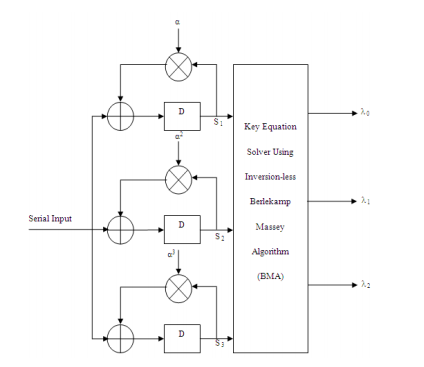 α
D
S1
α2
Serial Input
D
S2
α3
D
S3
Key Equation
Solver Using
Inversion-less
Berlekamp
Massey
Algorithm
(BMA)
λ0
λ1
λ2